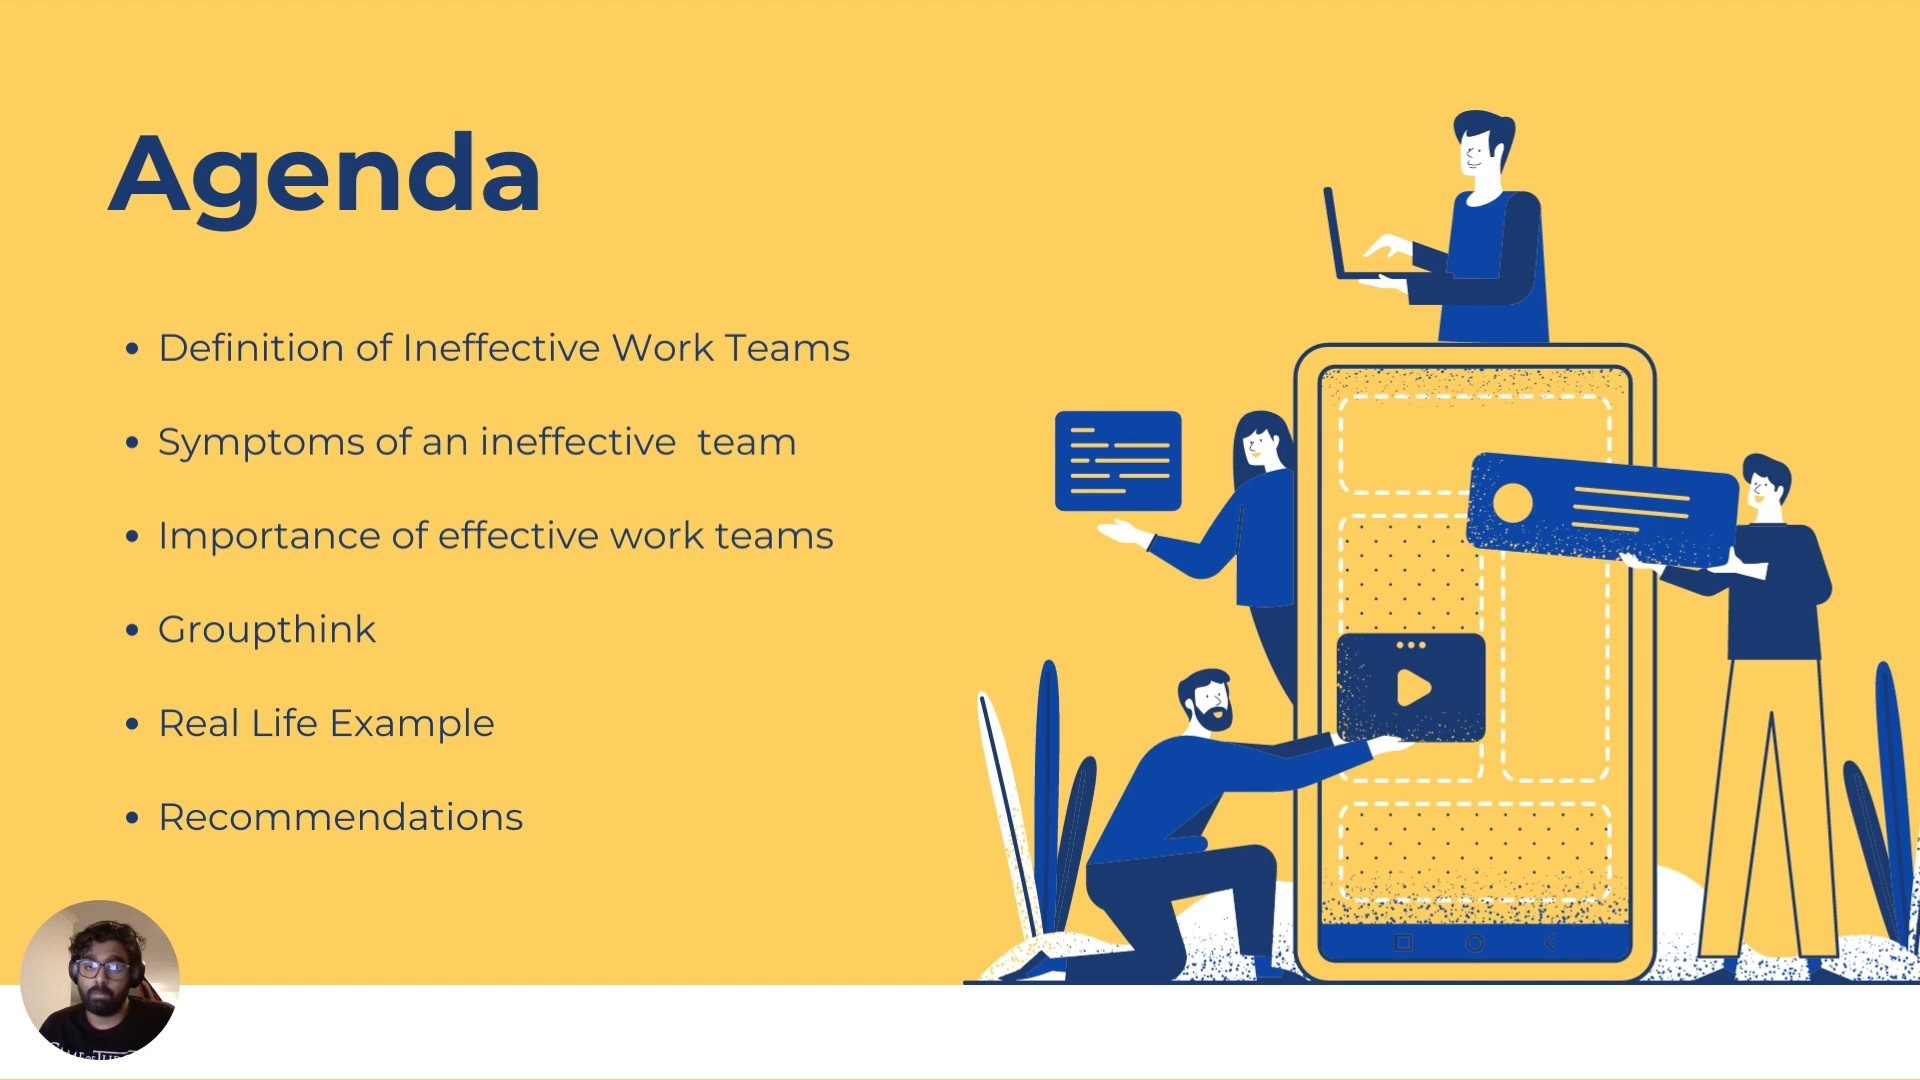 Agenda
• Definition of Ineffective Work Teams
• Symptoms of an ineffective  team
• Importance of effective work teams
• Groupthink
• Real Life Example
• Recommendations